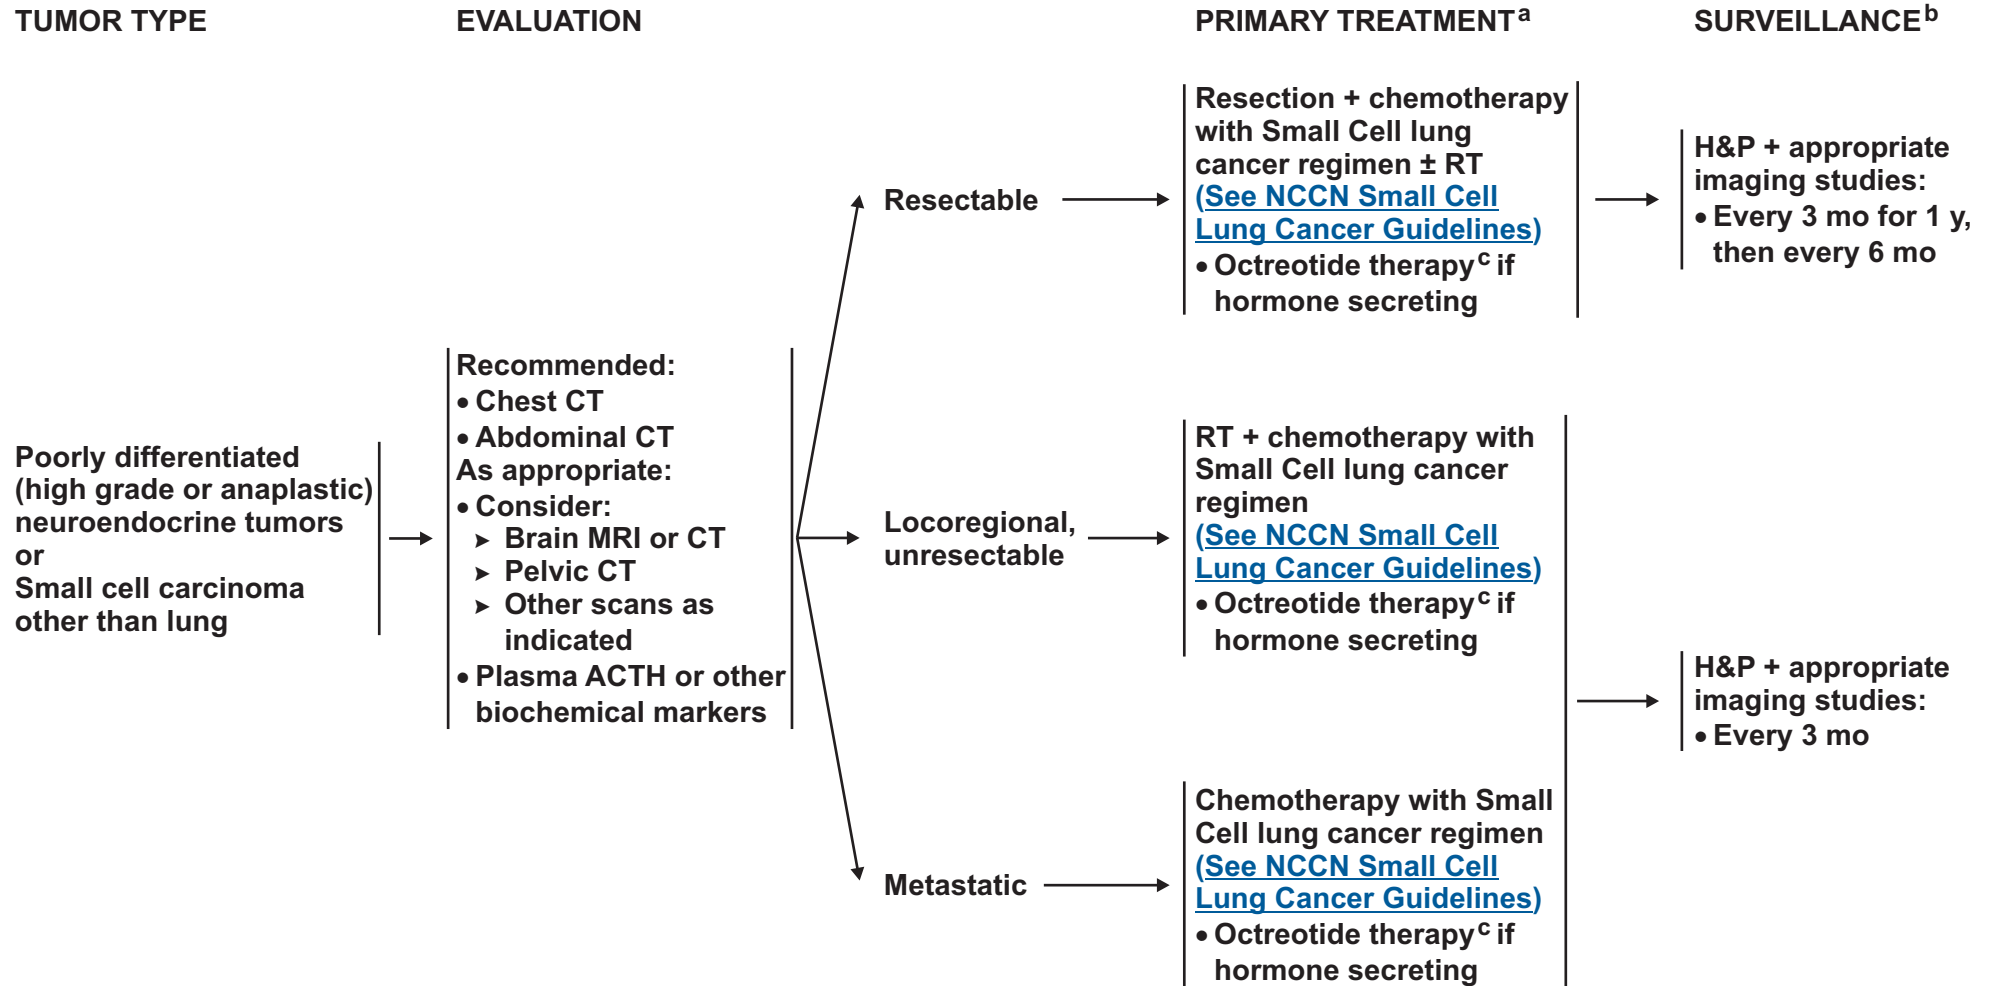 TUMOR TYPE
EVALUATION
PRIMARY TREATMENT a
SURVEILLANCE b
Poorly differentiated
(high grade or anaplastic)
neuroendocrine tumors
or
Small cell carcinoma
other than lung
Recommended:
• Chest CT
• Abdominal CT
As appropriate:
• Consider:
➤ Brain MRI or CT
➤ Pelvic CT
➤ Other scans as
indicated
• Plasma ACTH or other
biochemical markers
Resectable
Resection + chemotherapy
with Small Cell lung
cancer regimen ± RT
(See NCCN Small Cell
Lung Cancer Guidelines)
• Octreotide therapy c if
hormone secreting
H&P + appropriate
imaging studies:
• Every 3 mo for 1 y,
then every 6 mo
Locoregional,
unresectable
RT + chemotherapy with
Small Cell lung cancer
regimen
(See NCCN Small Cell
Lung Cancer Guidelines)
• Octreotide therapy c if
hormone secreting
Metastatic
Chemotherapy with Small
Cell lung cancer regimen
(See NCCN Small Cell
Lung Cancer Guidelines)
• Octreotide therapy c if
hormone secreting
H&P + appropriate
imaging studies:
• Every 3 mo